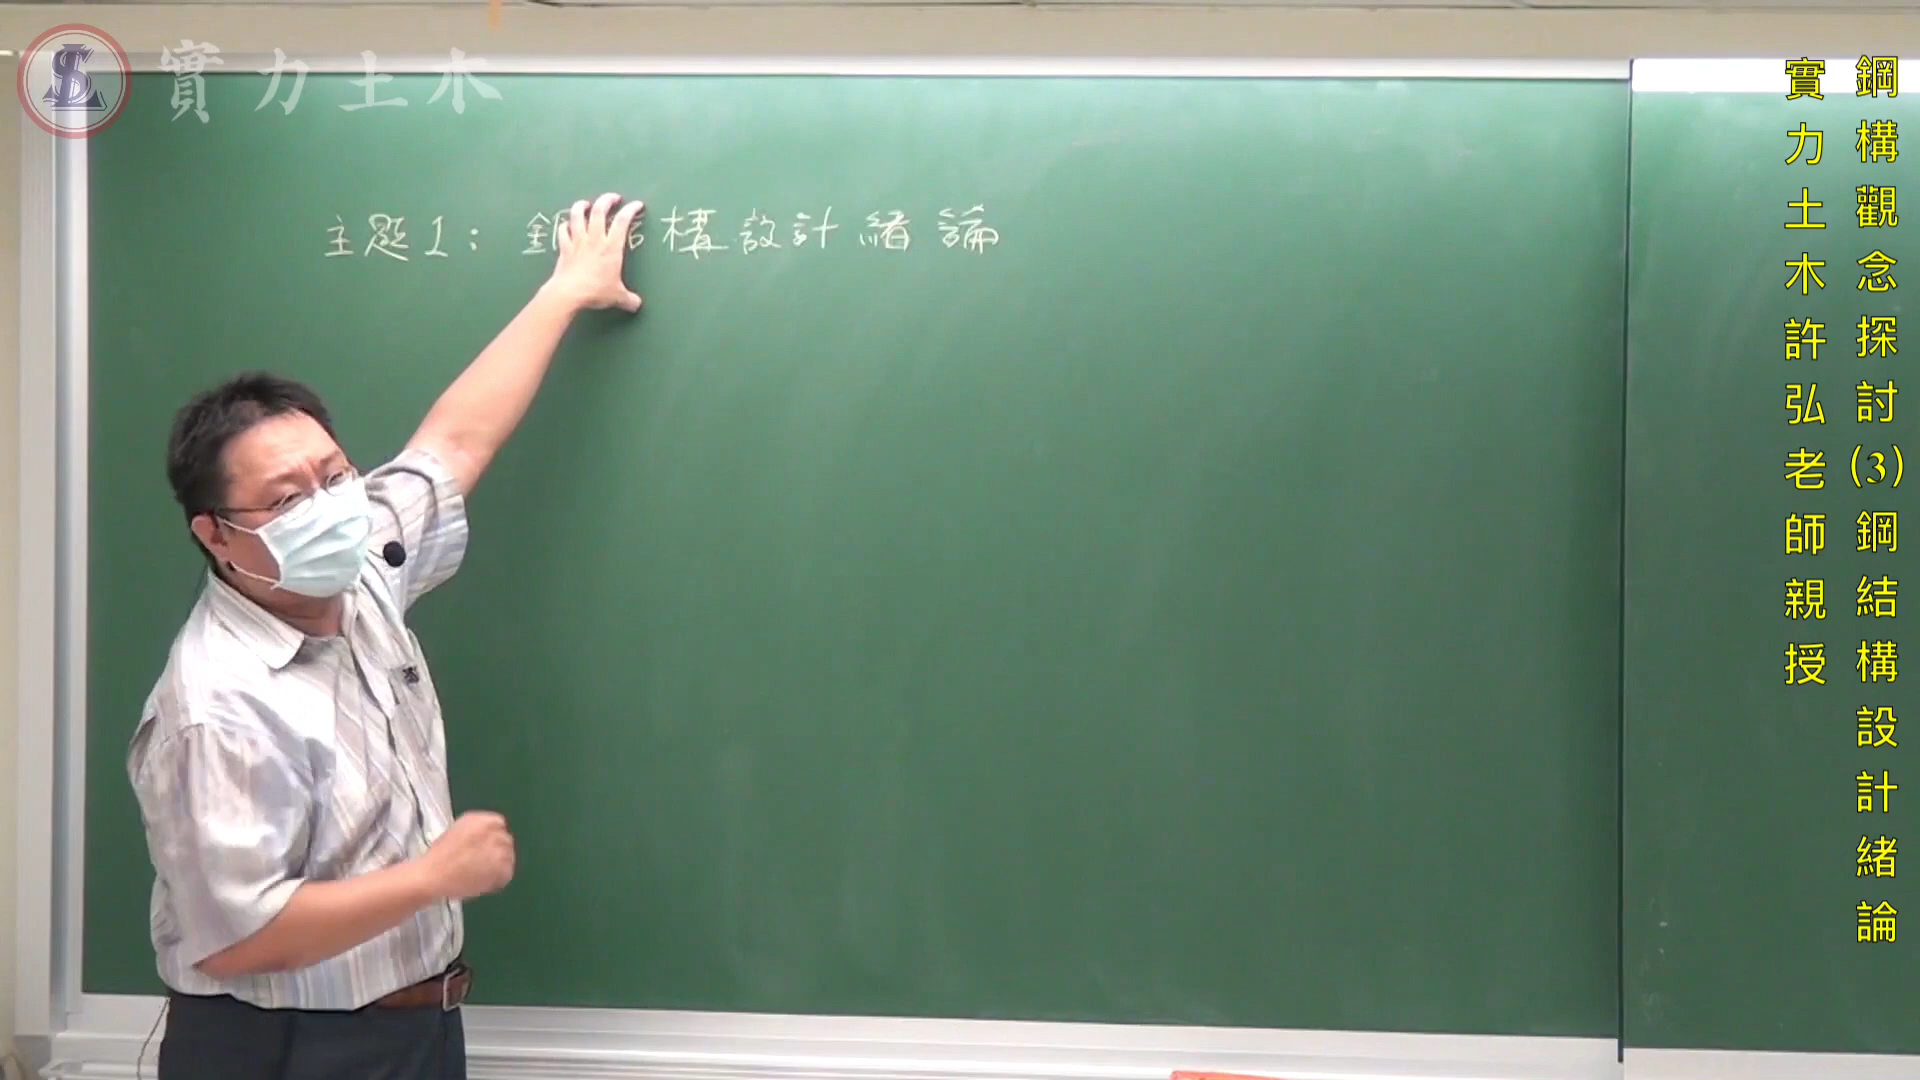 實力土木
主題1：鋼結構設計緒論
鋼構觀念探討(3)鋼結構設計緒論
實力土木許弘老師親授